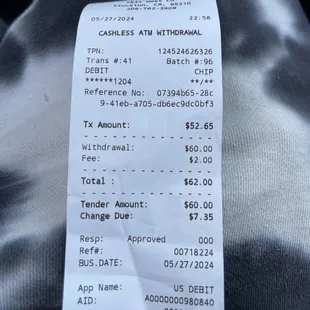 STOCKTON, CA, 95210
05/27/2024 22:58
CASHLESS ATM WITHDRAWAL
TPN: 124524626326
Trans #:41 Batch #:96
DEBIT CHIP
******1204 **/**
Reference No: 07394b65-28c
9-41eb-a705-db6ec9dc0bf3
Tx Amount: $52.65
Withdrawal: $60.00
Fee: $2.00
Total : $62.00
Tender Amount: $60.00
Change Due: $7.35
Resp: Approved 000
Ref#: 00718224
BUS.DATE: 05/27/2024
App Name: US DEBIT
AID: A0000000980840